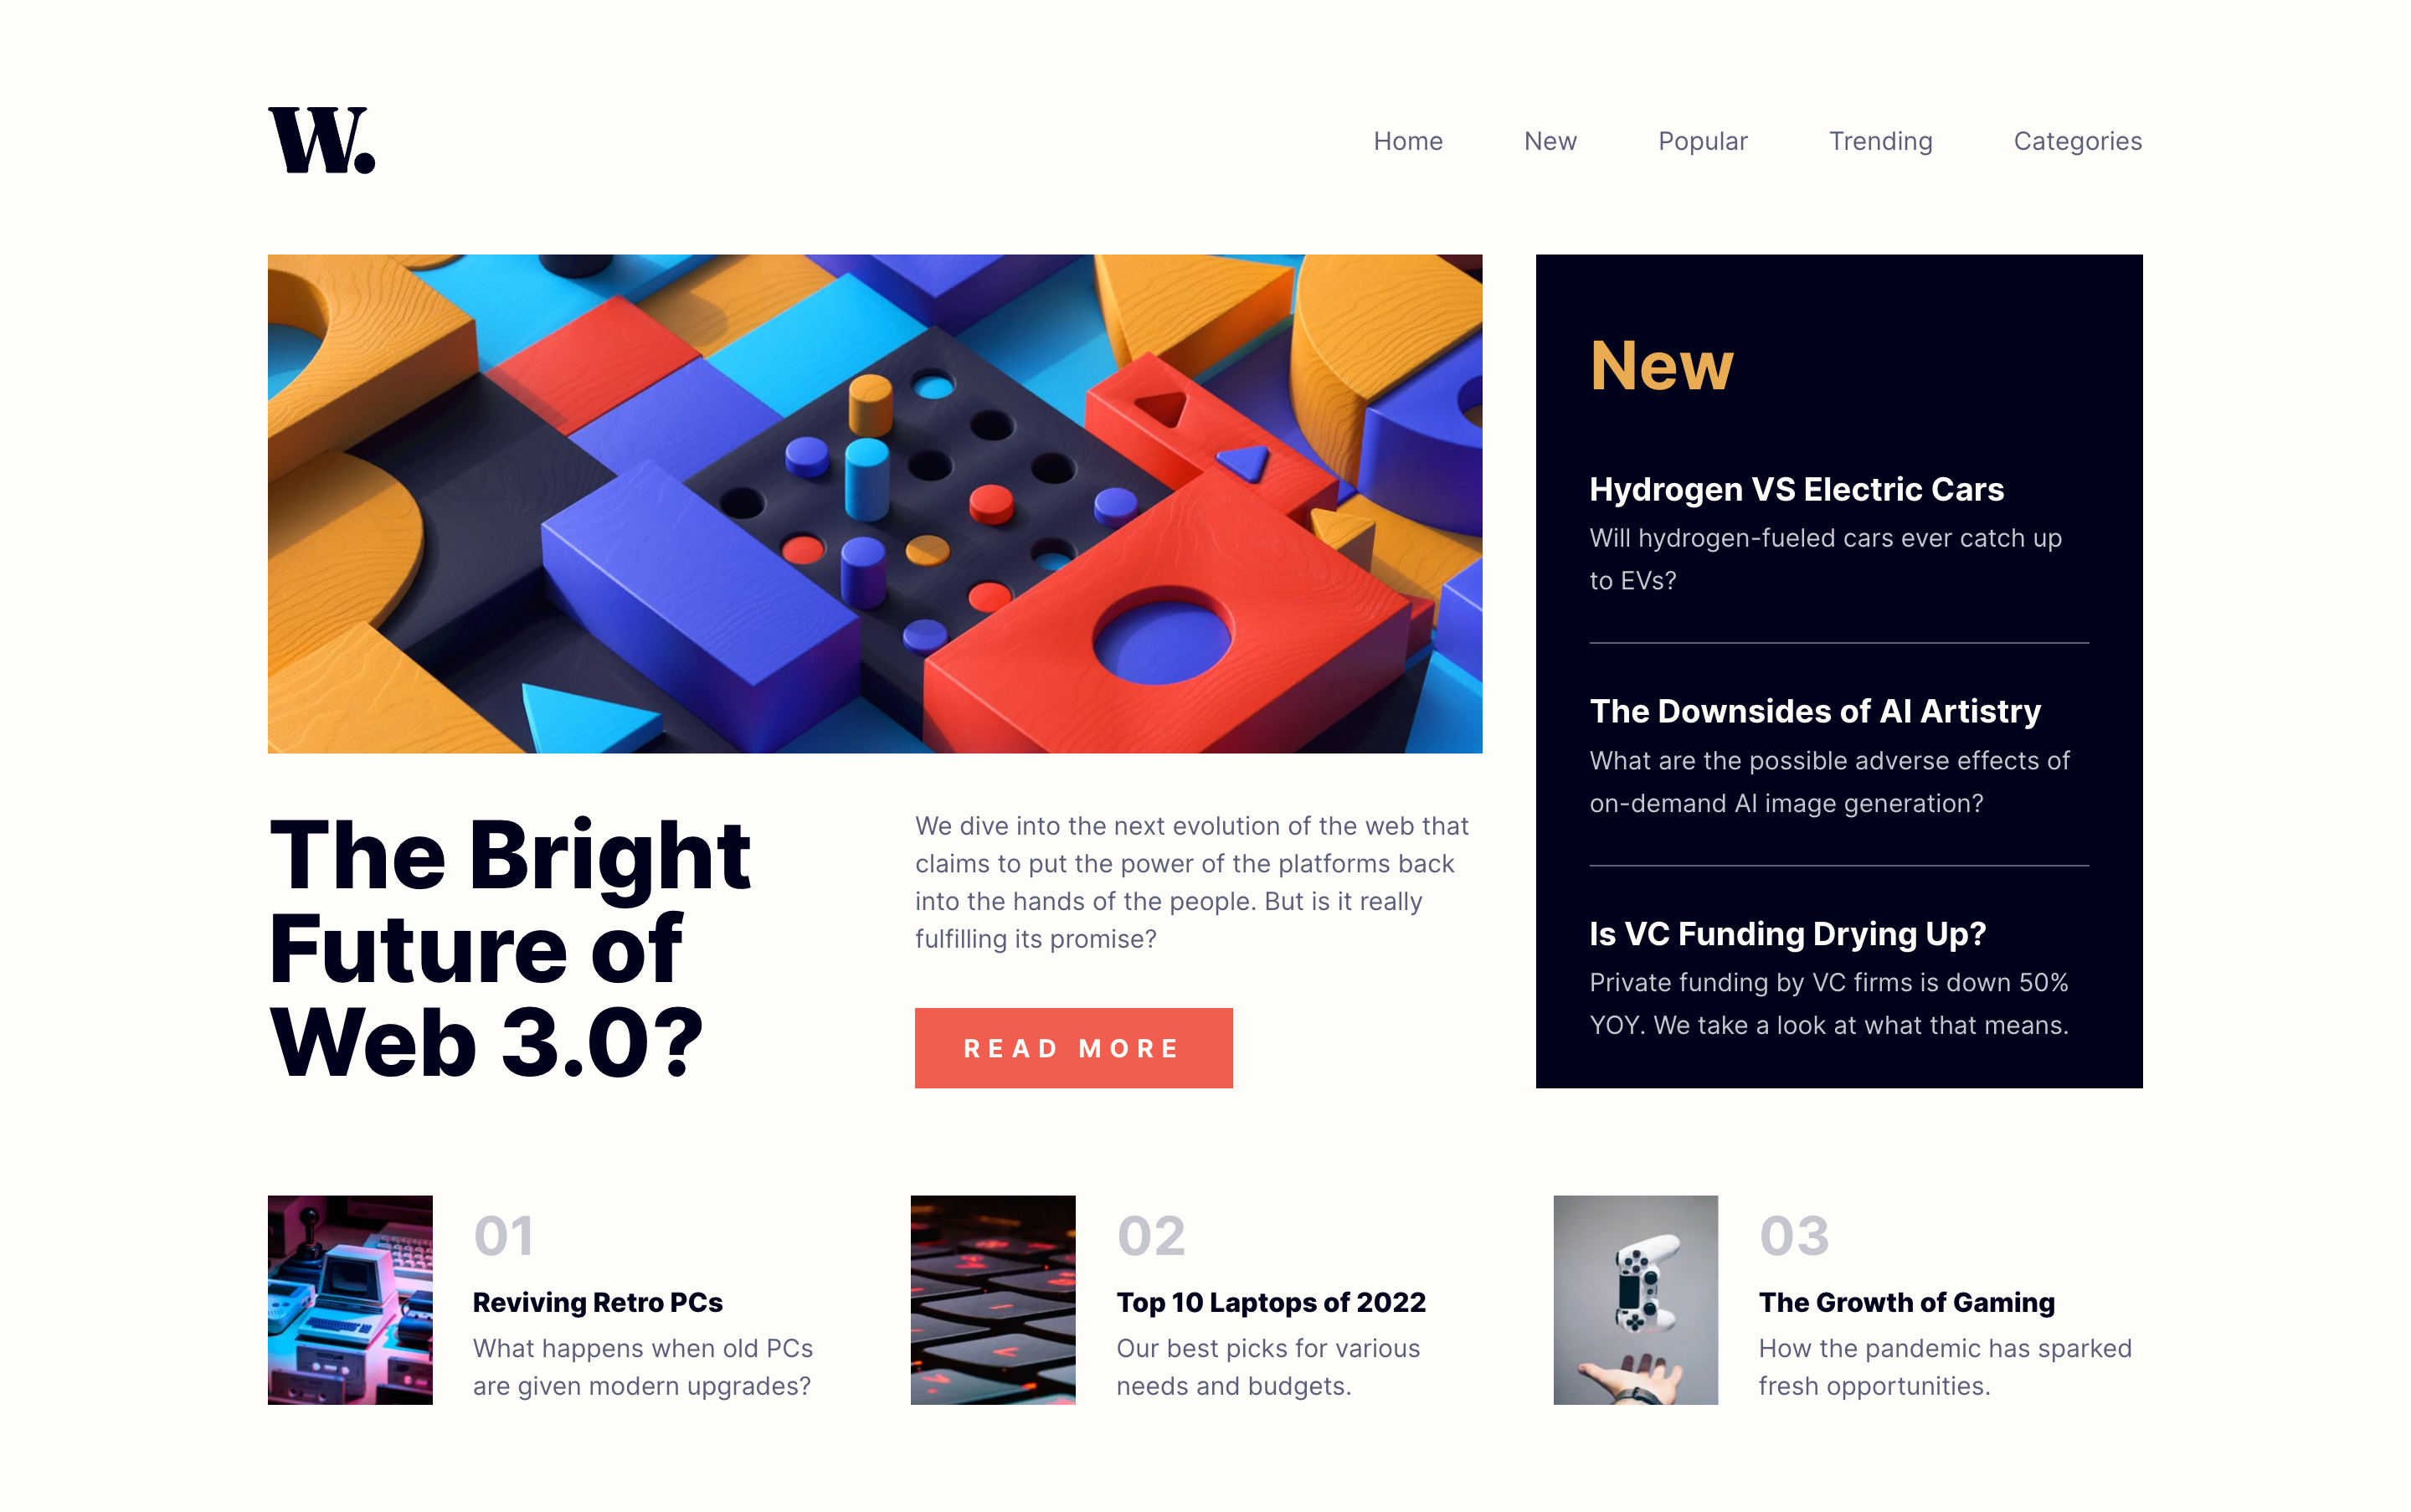 W.
Home New Popular Trending Categories
The Bright
Future of
Web 3.0?
We dive into the next evolution of the web that
claims to put the power of the platforms back
into the hands of the people. But is it really
fulfilling its promise?
READ MORE
New
Hydrogen VS Electric Cars
Will hydrogen-fueled cars ever catch up
to EVs?
The Downsides of AI Artistry
What are the possible adverse effects of
on-demand AI image generation?
Is VC Funding Drying Up?
Private funding by VC firms is down 50%
YOY. We take a look at what that means.
01
Reviving Retro PCs
What happens when old PCs
are given modern upgrades?
02
Top 10 Laptops of 2022
Our best picks for various
needs and budgets.
03
The Growth of Gaming
How the pandemic has sparked
fresh opportunities.